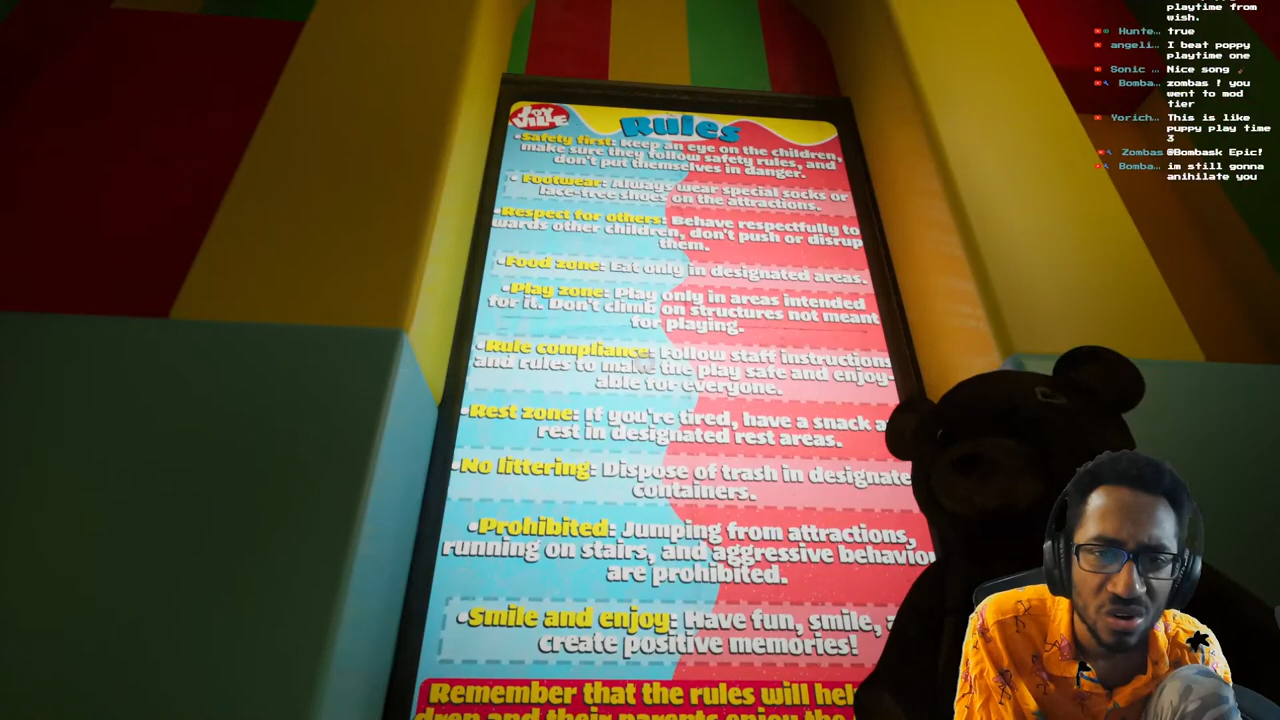 JOY
VILLE
Rules
•Safety first: Keep an eye on the children,
make sure they follow safety rules, and
don't put themselves in danger.
• Footwear: Always wear special socks or
lace-free shoes on the attractions.
•Respect for others: Behave respectfully to
wards other children, don't push or disrup
them.
•Food zone: Eat only in designated areas.
•Play zone: Play only in areas intended
for it. Don't climb on structures not meant
for playing.
•Rule compliance: Follow staff instructions
and rules to make the play safe and enjoy-
able for everyone.
•Rest zone: If you're tired, have a snack a
rest in designated rest areas.
•No littering: Dispose of trash in designate
containers.
•Prohibited: Jumping from attractions,
running on stairs, and aggressive behavio
are prohibited.
•Smile and enjoy: Have fun, smile, a
create positive memories!
Remember that the rules will hel
dren and their parents enjoy the
playtime from
wish.
Hunte… true
angeli… I beat poppy
playtime one
Sonic … Nice song
Bomba… zombas ! you
went to mod
tier
Yorich… This is like
puppy play time
3
Zombas @Bombask Epic!
Bomba… im still gonna
anihilate you